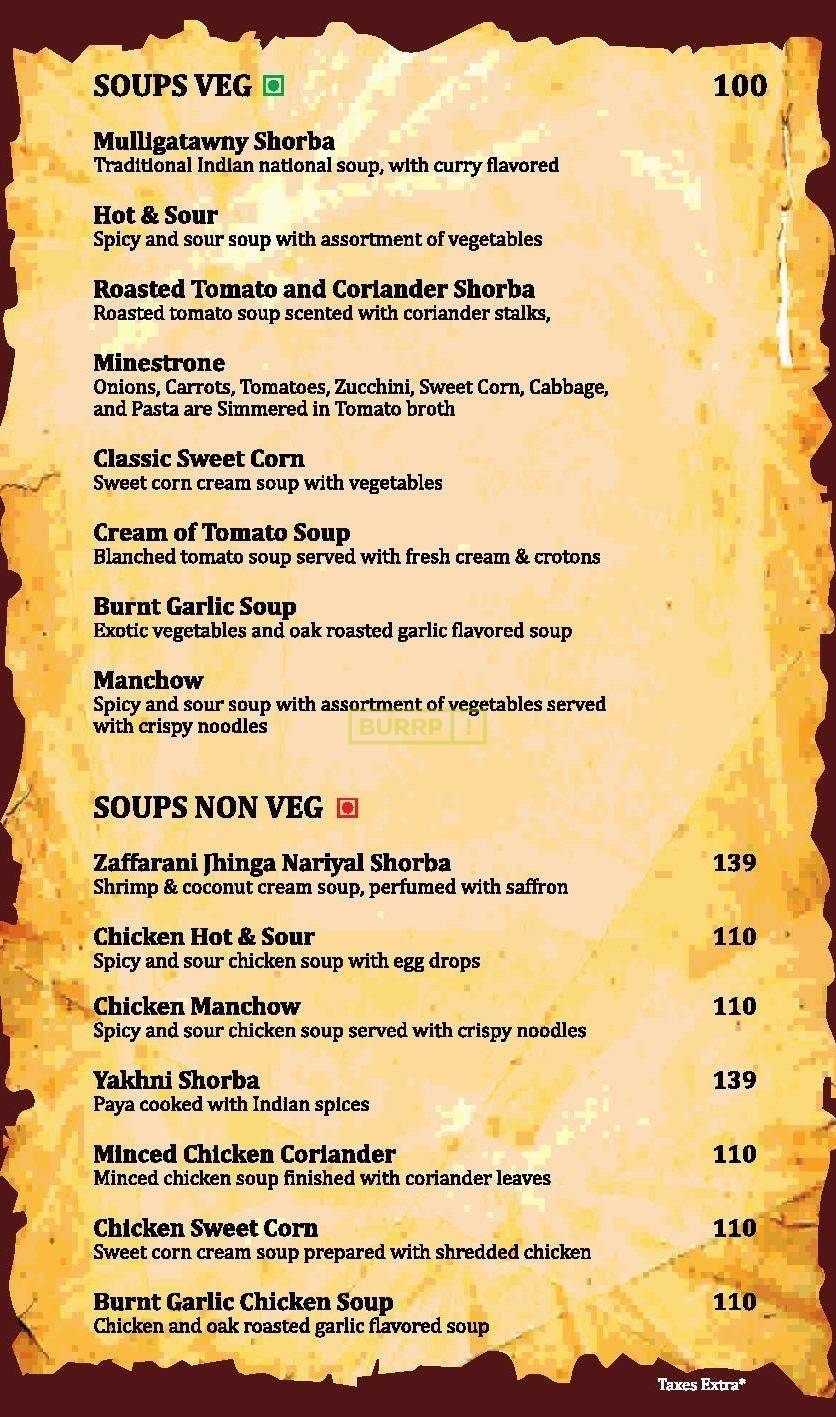 SOUPS VEG 100
Mulligatawny Shorba
Traditional Indian national soup, with curry flavored
Hot & Sour
Spicy and sour soup with assortment of vegetables
Roasted Tomato and Coriander Shorba
Roasted tomato soup scented with coriander stalks,
Minestrone
Onions, Carrots, Tomatoes, Zucchini, Sweet Corn, Cabbage,
and Pasta are Simmered in Tomato broth
Classic Sweet Corn
Sweet corn cream soup with vegetables
Cream of Tomato Soup
Blanched tomato soup served with fresh cream & crotons
Burnt Garlic Soup
Exotic vegetables and oak roasted garlic flavored soup
Manchow
Spicy and sour soup with assortment of vegetables served
with crispy noodles
BURRP !
SOUPS NON VEG
Zaffarani Jhinga Nariyal Shorba 139
Shrimp & coconut cream soup, perfumed with saffron
Chicken Hot & Sour 110
Spicy and sour chicken soup with egg drops
Chicken Manchow 110
Spicy and sour chicken soup served with crispy noodles
Yakhni Shorba 139
Paya cooked with Indian spices
Minced Chicken Coriander 110
Minced chicken soup finished with coriander leaves
Chicken Sweet Corn 110
Sweet corn cream soup prepared with shredded chicken
Burnt Garlic Chicken Soup 110
Chicken and oak roasted garlic flavored soup
Taxes Extra*